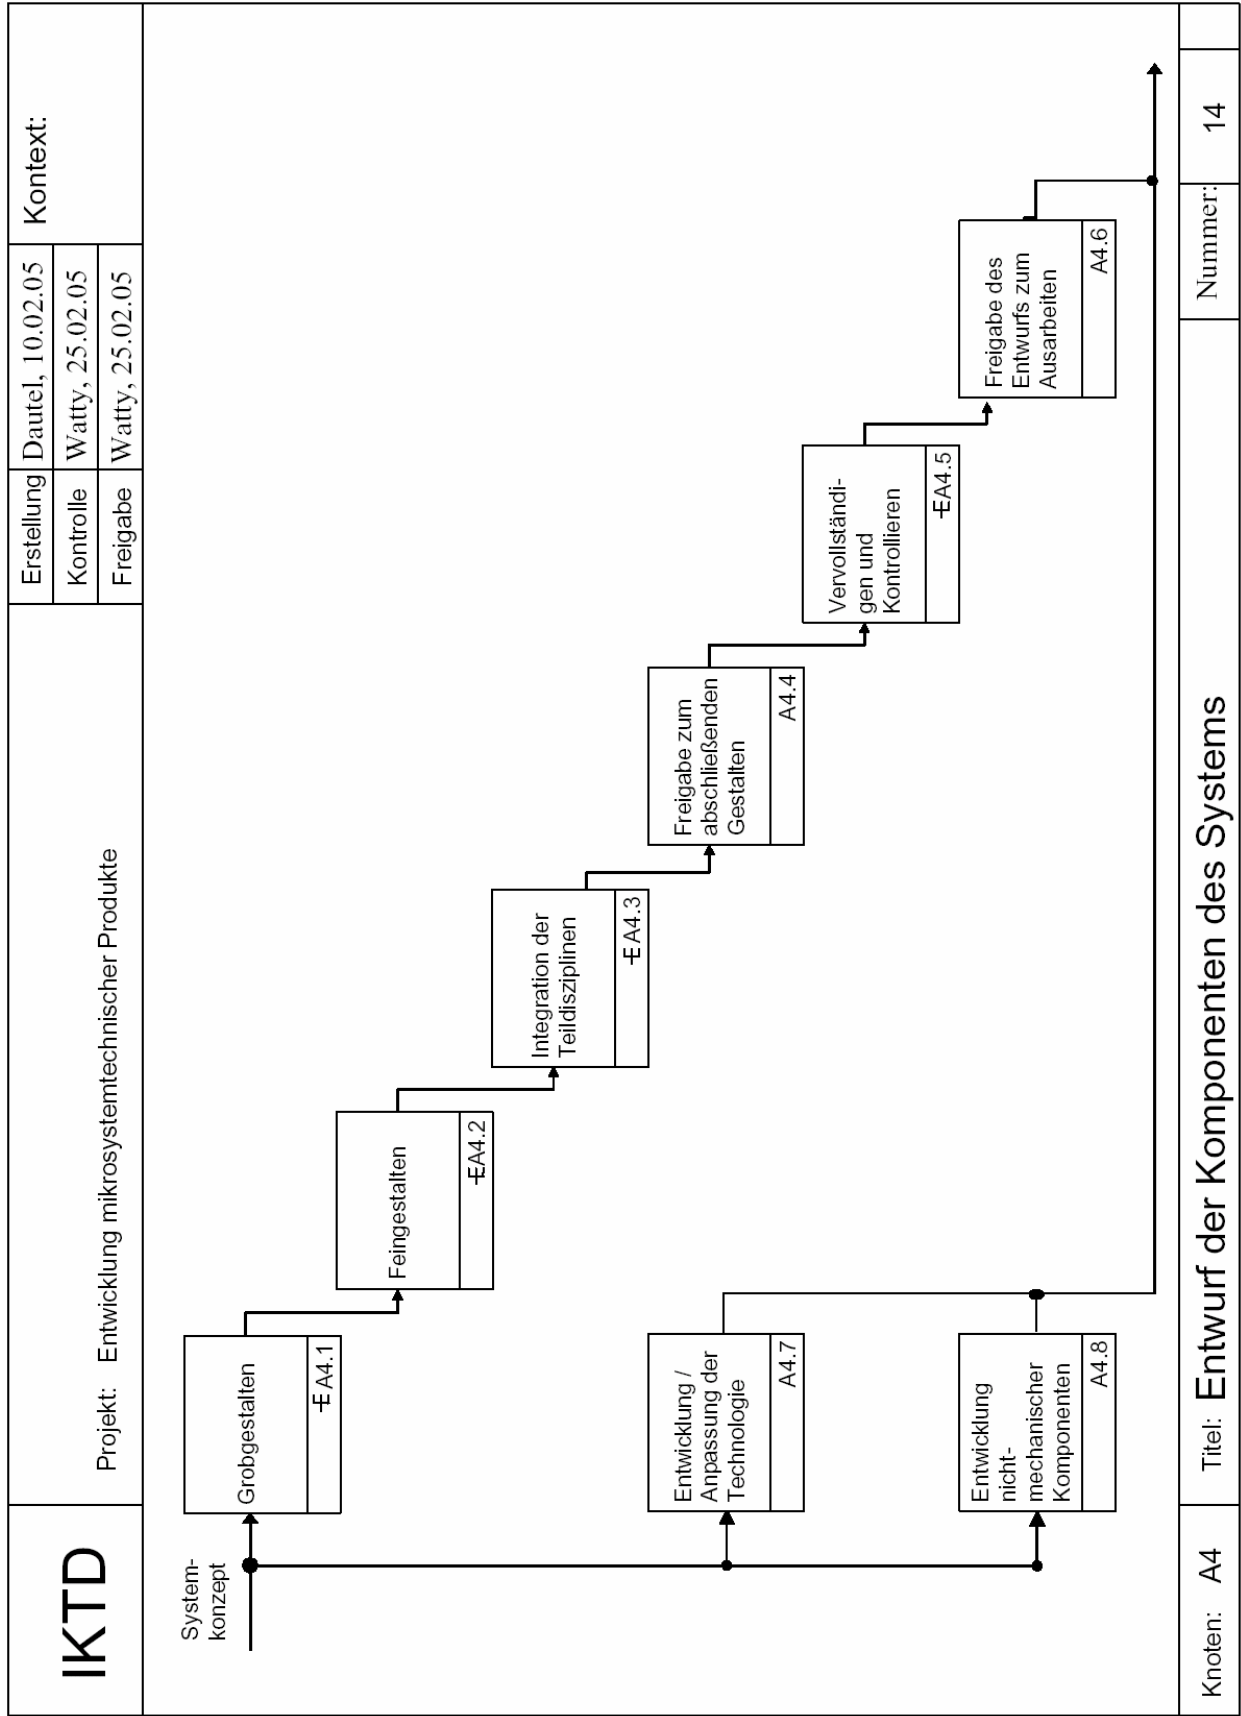 IKTD
Projekt: Entwicklung mikrosystemtechnischer Produkte
Erstellung Dautel, 10.02.05
Kontrolle Watty, 25.02.05
Freigabe Watty, 25.02.05
Kontext:
System-
konzept
Grobgestalten
E A4.1
Feingestalten
EA4.2
Integration der
Teildisziplinen
E A4.3
Freigabe zum
abschließenden
Gestalten
A4.4
Vervollständi-
gen und
Kontrollieren
EA4.5
Freigabe des
Entwurfs zum
Ausarbeiten
A4.6
Entwicklung /
Anpassung der
Technologie
A4.7
Entwicklung
nicht-
mechanischer
Komponenten
A4.8
Knoten: A4
Titel: Entwurf der Komponenten des Systems
Nummer: 14